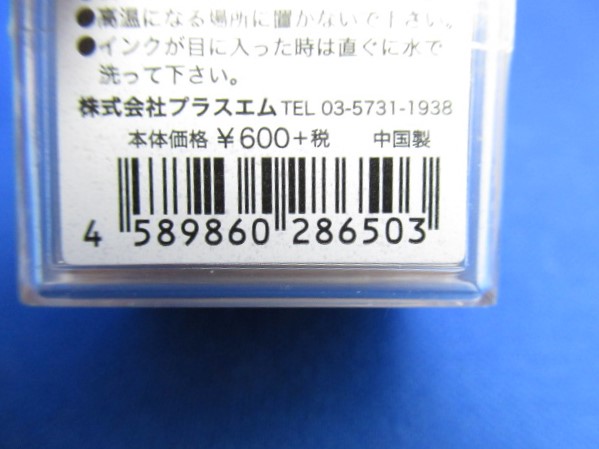 ●高温になる場所に置かないで下さい。
●インクが目に入った時は直ぐに水で
洗って下さい。
株式会社プラスエム TEL 03-5731-1938
本体価格 ¥600+税 中国製
4 589860 286503